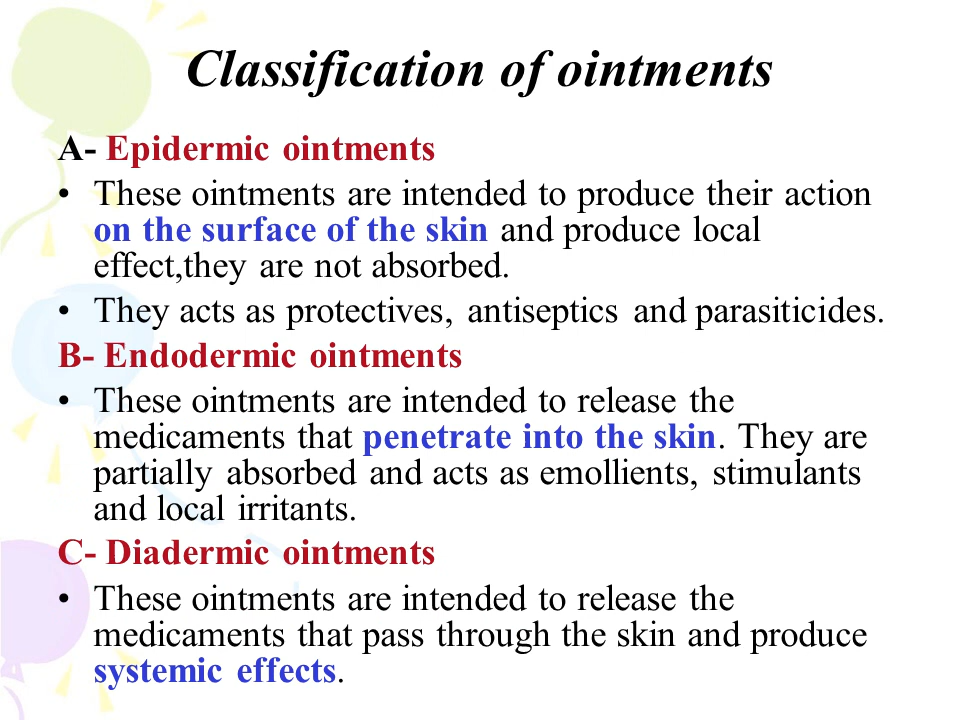 Classification of ointments
A- Epidermic ointments
• These ointments are intended to produce their action
on the surface of the skin and produce local
effect,they are not absorbed.
• They acts as protectives, antiseptics and parasiticides.
B- Endodermic ointments
• These ointments are intended to release the
medicaments that penetrate into the skin. They are
partially absorbed and acts as emollients, stimulants
and local irritants.
C- Diadermic ointments
• These ointments are intended to release the
medicaments that pass through the skin and produce
systemic effects.